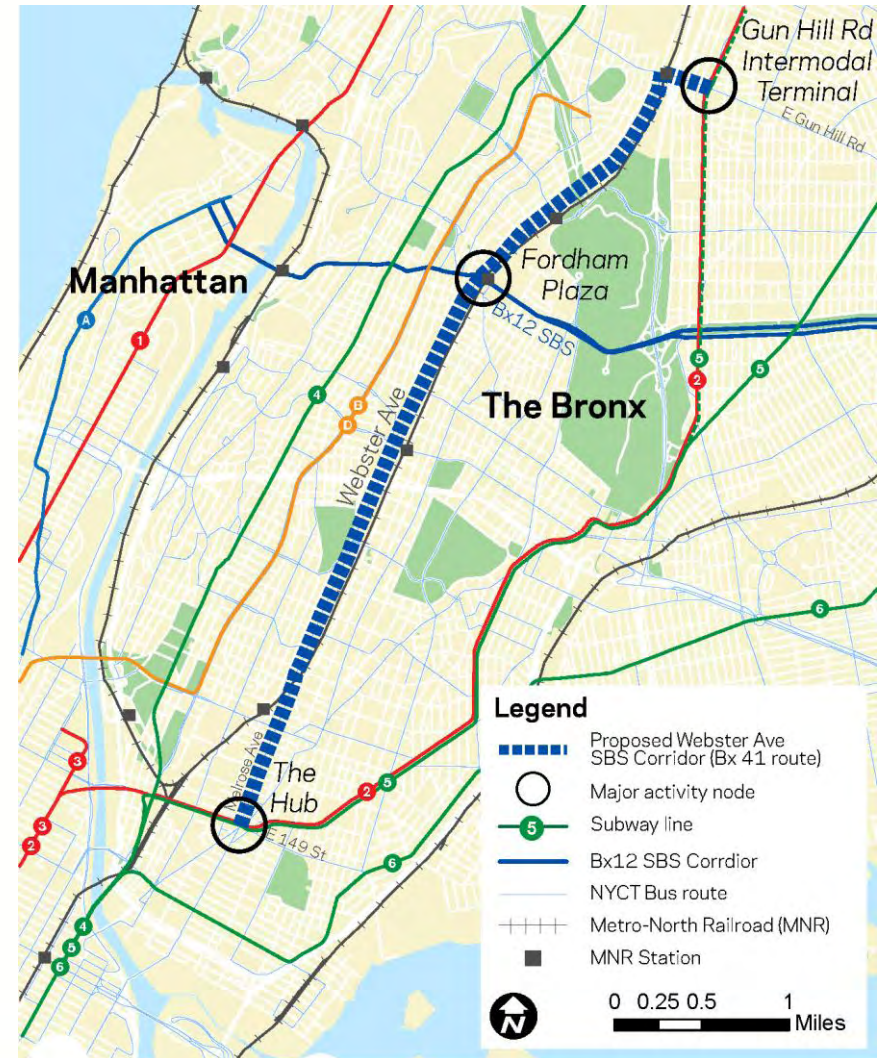 Gun Hill Rd
Intermodal
Terminal
E Gun Hill Rd
Manhattan
Fordham
Plaza
Bx12 SBS
A
1
4
B
D
Webster Ave
The Bronx
5
2
5
6
3
Melrose Ave
The
Hub
2
5
3
2
E 149 St
6
4
5
6
Legend
Proposed Webster Ave
SBS Corridor (Bx 41 route)
Major activity node
5
Subway line
Bx12 SBS Corrdior
NYCT Bus route
Metro-North Railroad (MNR)
MNR Station
N
0 0.25 0.5 1
Miles